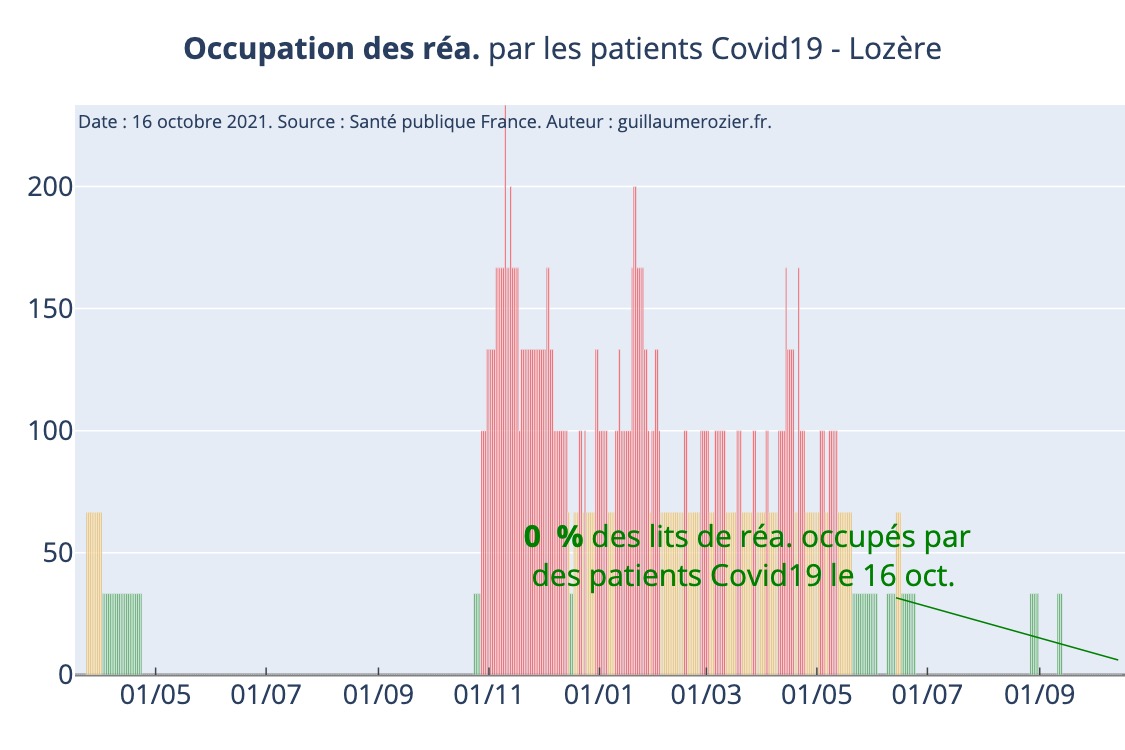 Occupation des réa. par les patients Covid19 - Lozère
Date : 16 octobre 2021. Source : Santé publique France. Auteur : guillaumerozier.fr.
200
150
100
50
0
0 % des lits de réa. occupés par
des patients Covid19 le 16 oct.
01/05 01/07 01/09 01/11 01/01 01/03 01/05 01/07 01/09